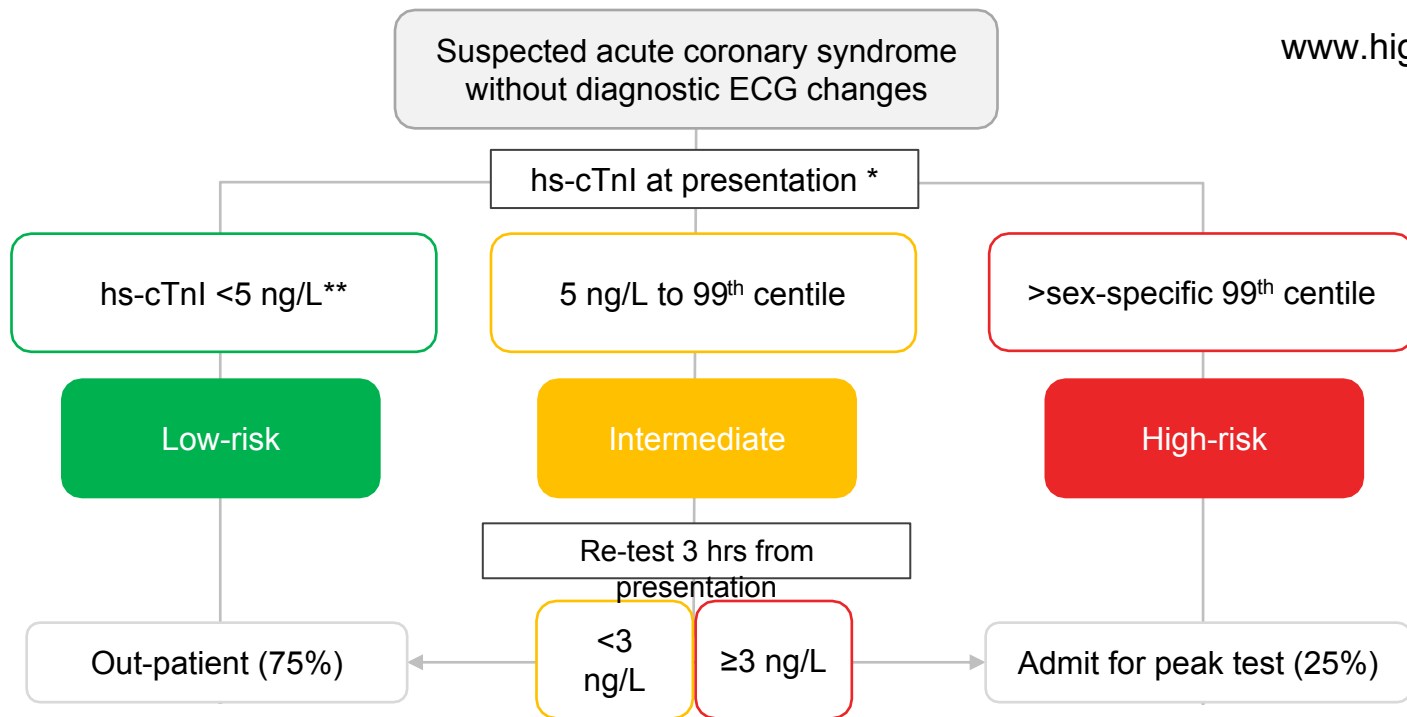 Suspected acute coronary syndrome
without diagnostic ECG changes
www.hig
hs-cTnI at presentation *
hs-cTnI <5 ng/L**
5 ng/L to 99th centile
>sex-specific 99th centile
Low-risk
Intermediate
High-risk
Re-test 3 hrs from
presentation
<3
ng/L
≥3 ng/L
Out-patient (75%)
Admit for peak test (25%)